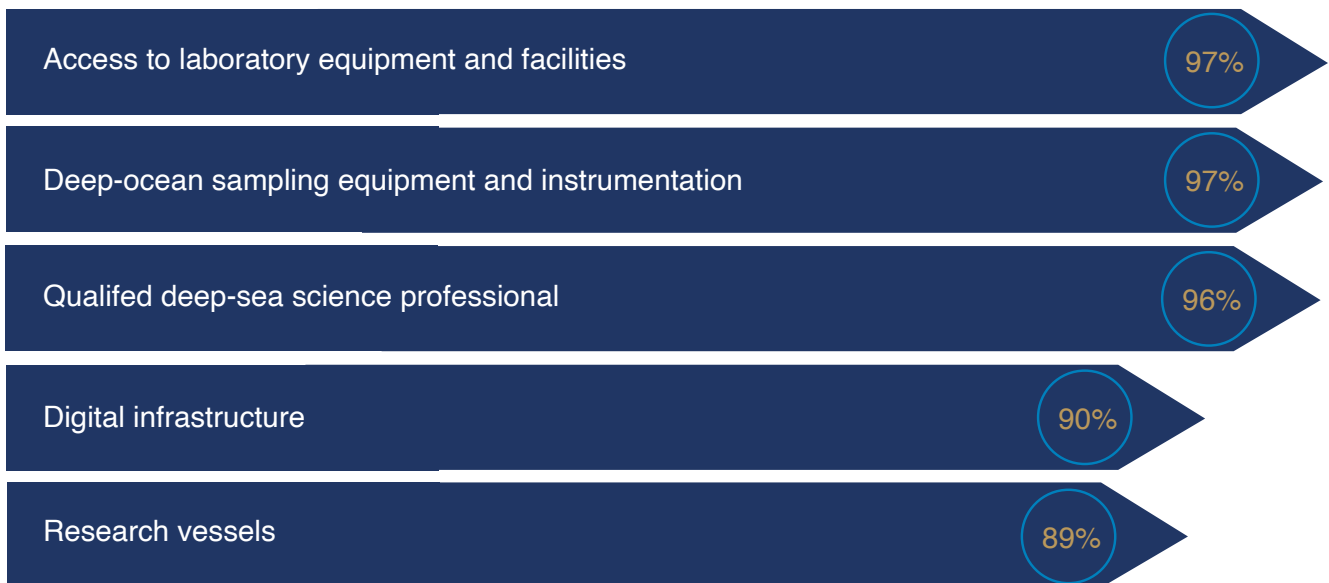 Access to laboratory equipment and facilities 97%
Deep-ocean sampling equipment and instrumentation 97%
Qualifed deep-sea science professional 96%
Digital infrastructure 90%
Research vessels 89%